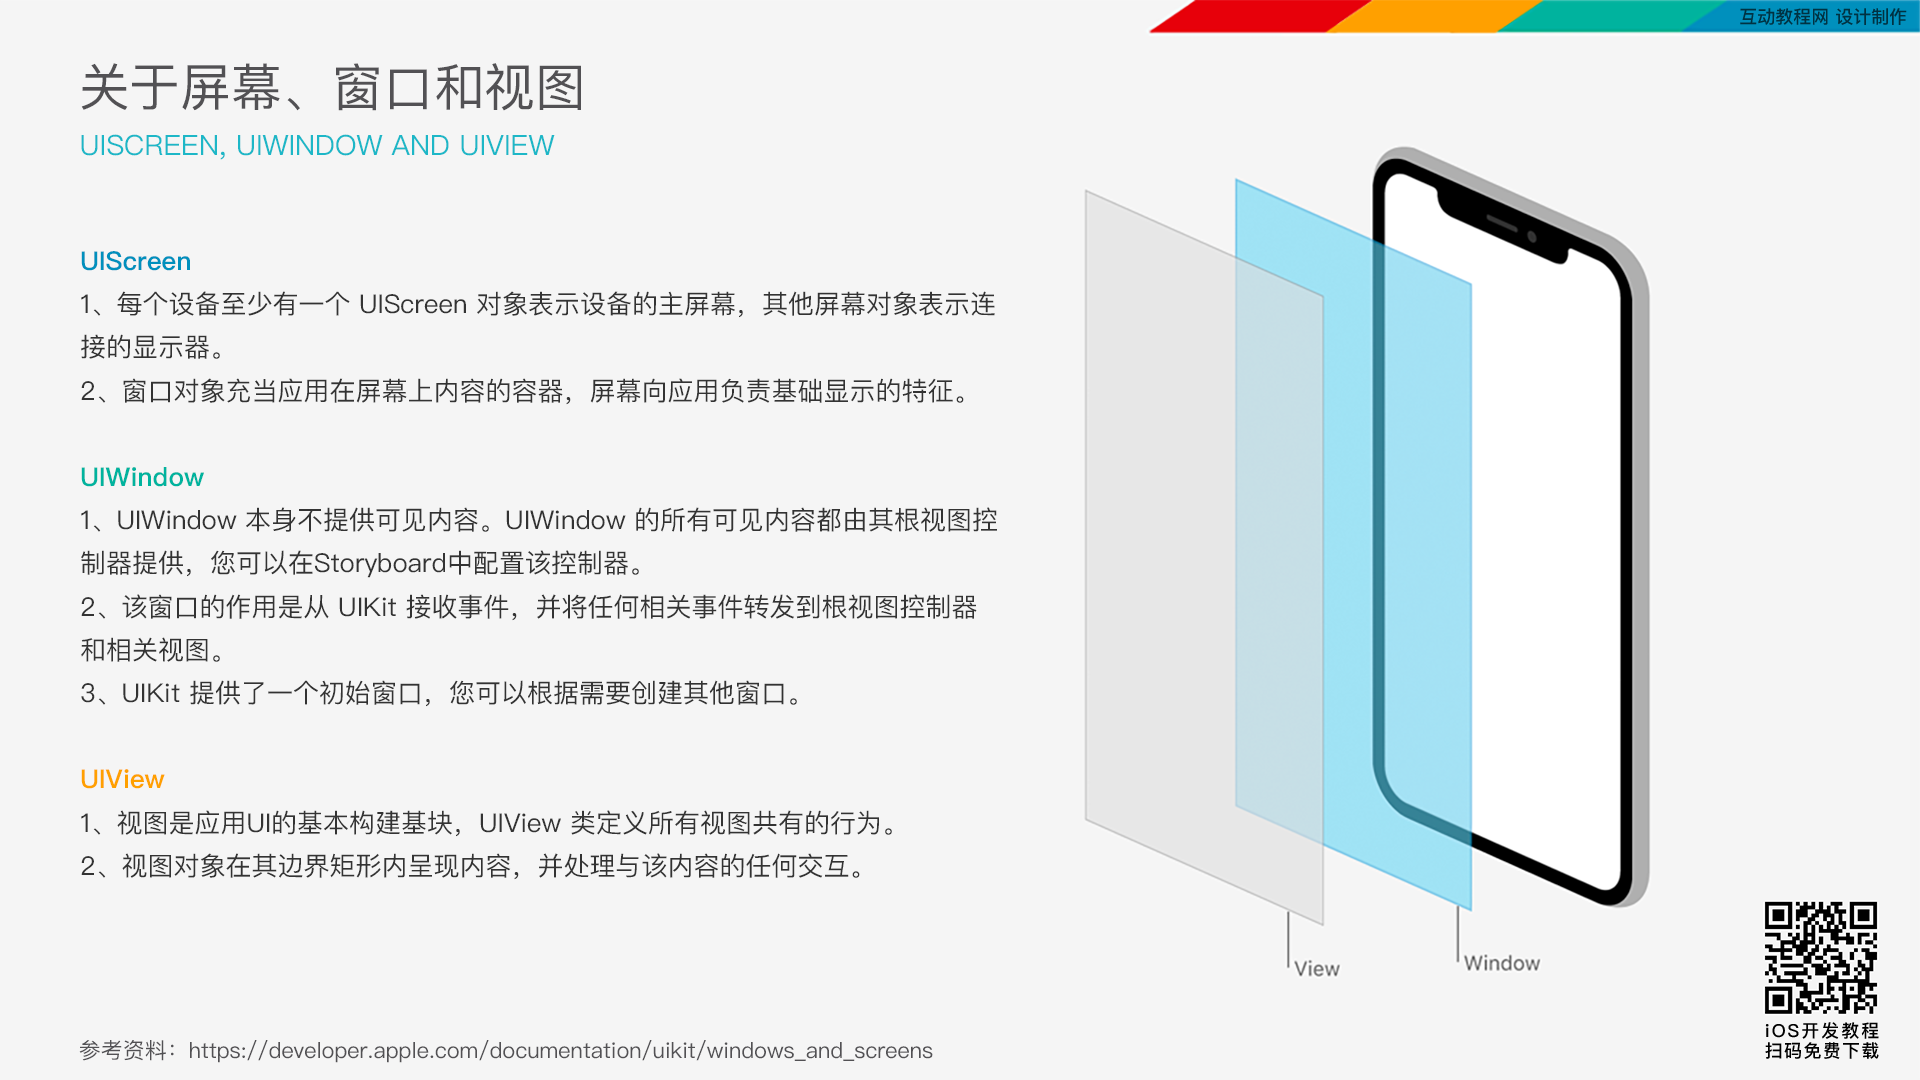 互动教程网 设计制作
关于屏幕、窗口和视图
UISCREEN, UIWINDOW AND UIVIEW
UIScreen
1、每个设备至少有一个 UIScreen 对象表示设备的主屏幕，其他屏幕对象表示连
接的显示器。
2、窗口对象充当应用在屏幕上内容的容器，屏幕向应用负责基础显示的特征。
UIWindow
1、UIWindow 本身不提供可见内容。UIWindow 的所有可见内容都由其根视图控
制器提供，您可以在Storyboard中配置该控制器。
2、该窗口的作用是从 UIKit 接收事件，并将任何相关事件转发到根视图控制器
和相关视图。
3、UIKit 提供了一个初始窗口，您可以根据需要创建其他窗口。
UIView
1、视图是应用UI的基本构建基块，UIView 类定义所有视图共有的行为。
2、视图对象在其边界矩形内呈现内容，并处理与该内容的任何交互。
View
Window
iOS开发教程
扫码免费下载
参考资料：https://developer.apple.com/documentation/uikit/windows_and_screens